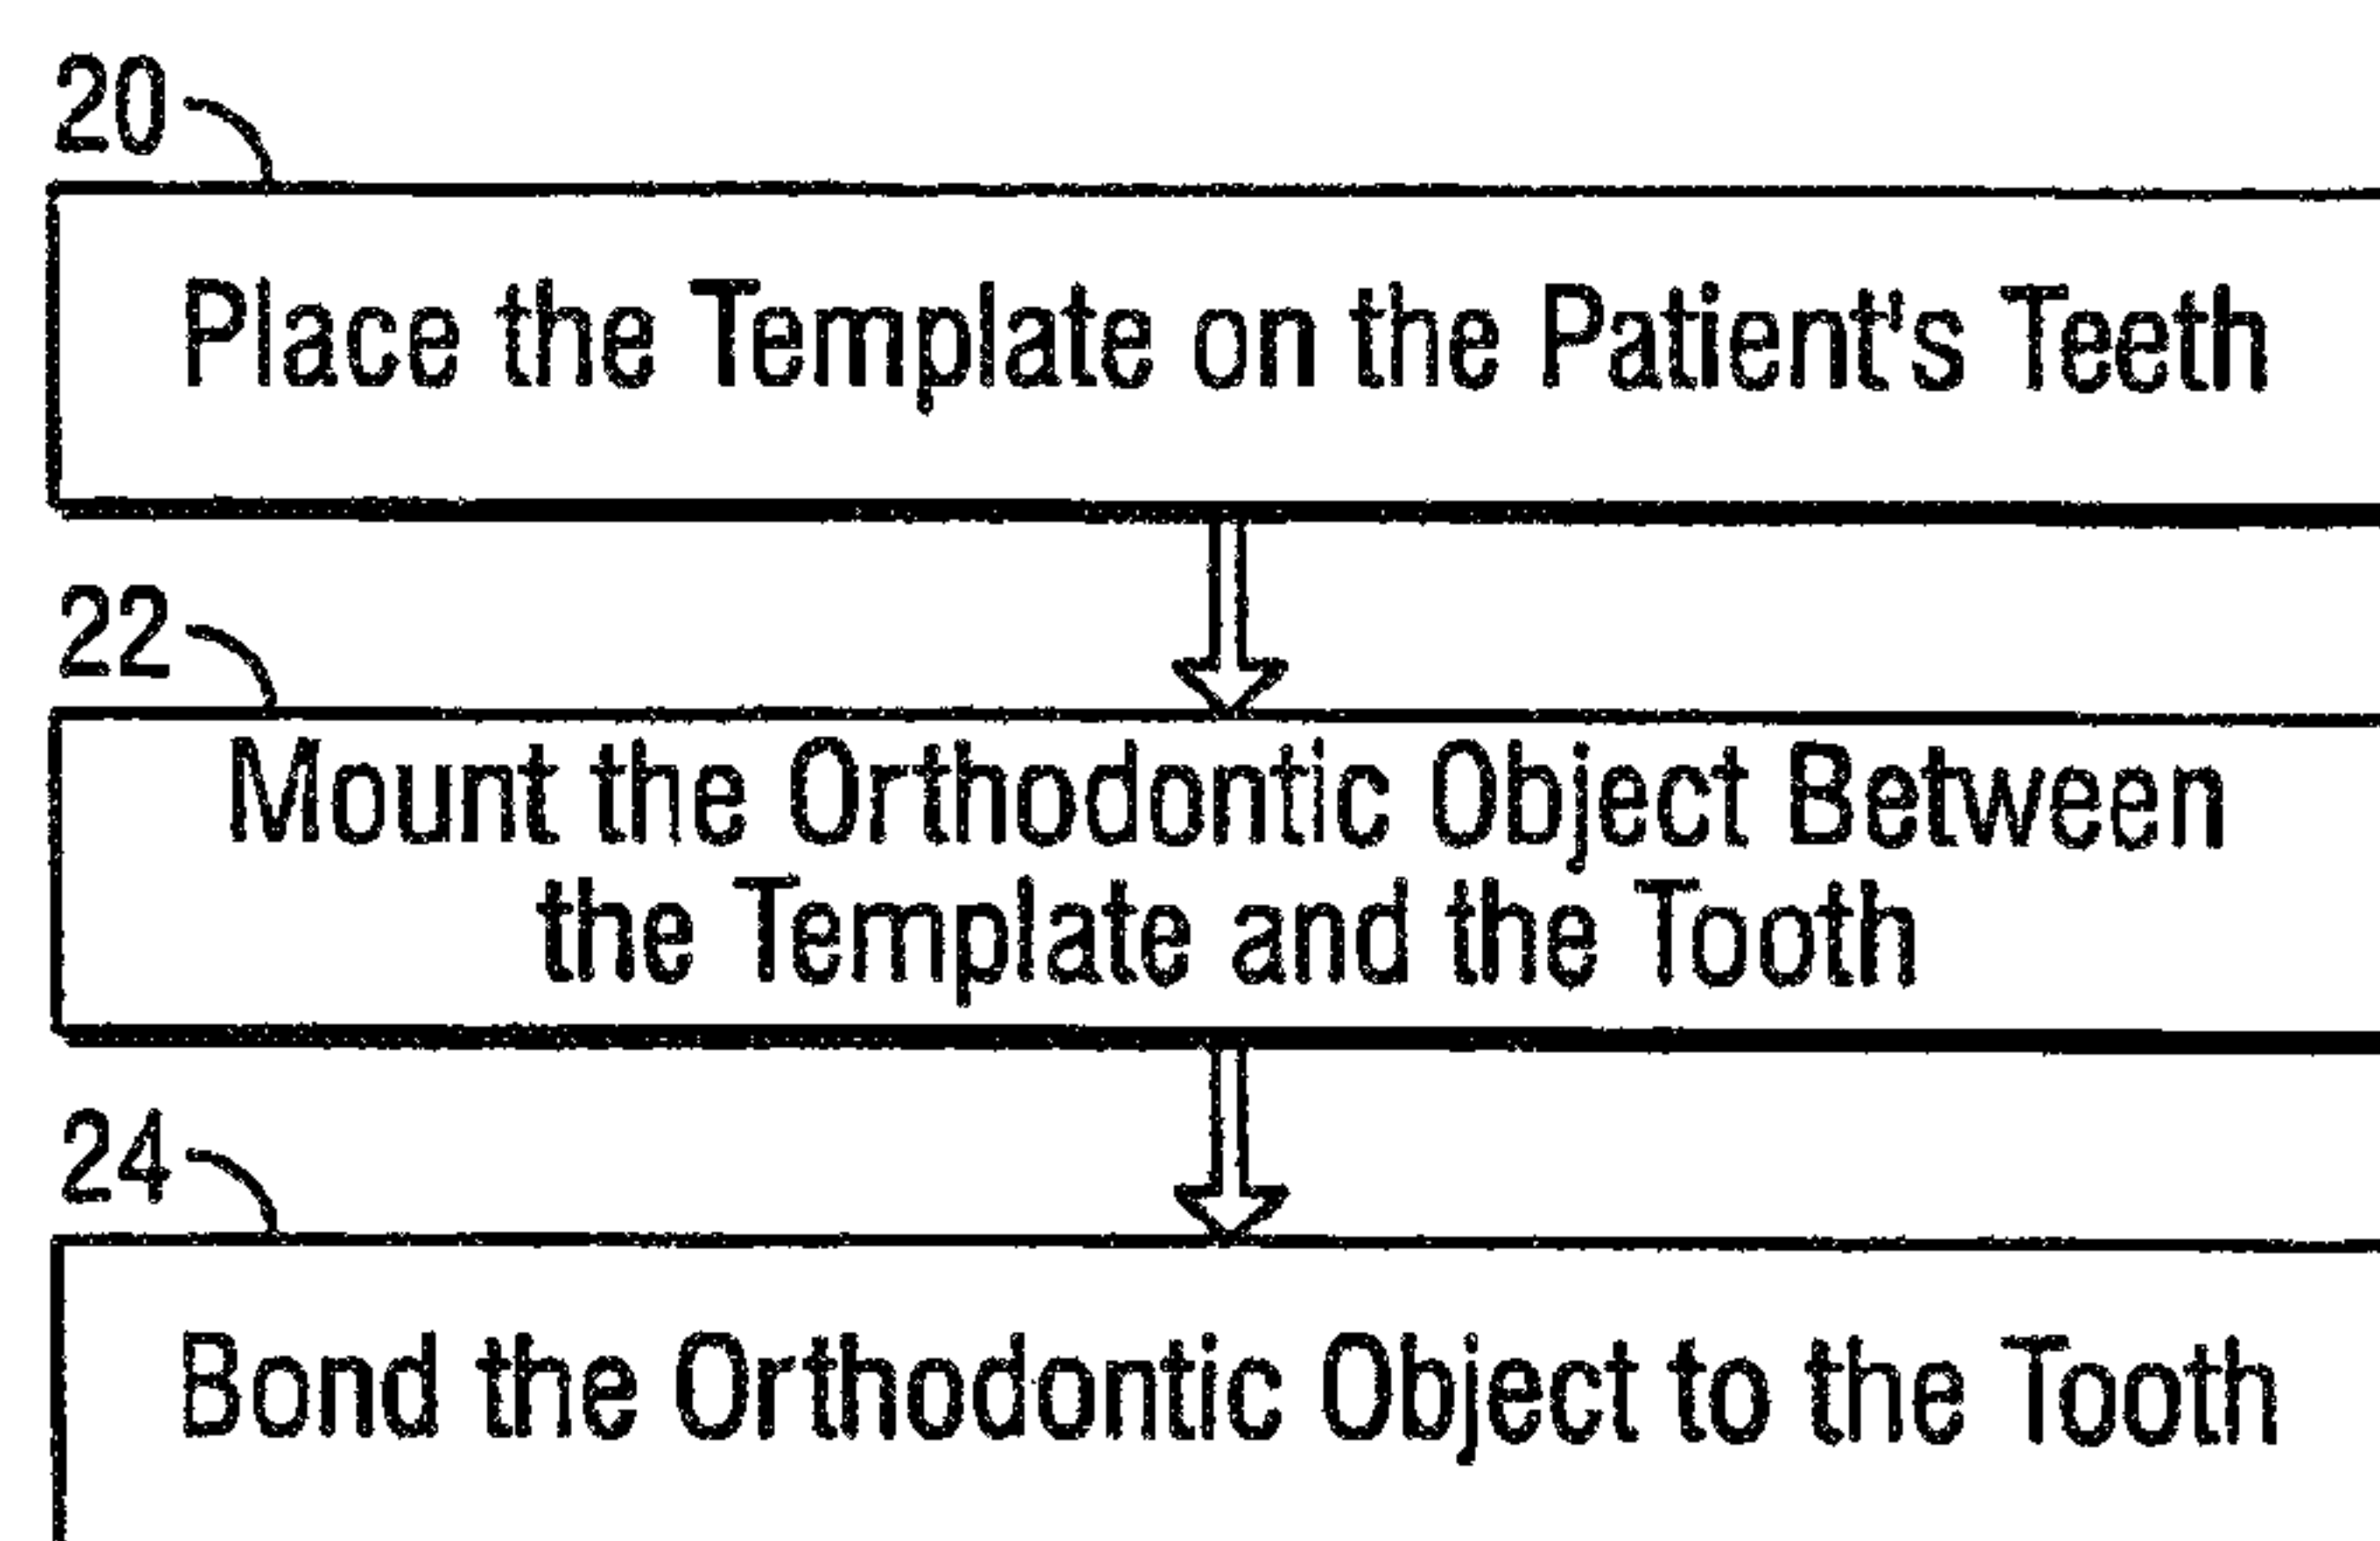 20
Place the Template on the Patient's Teeth
22
Mount the Orthodontic Object Between
the Template and the Tooth
24
Bond the Orthodontic Object to the Tooth